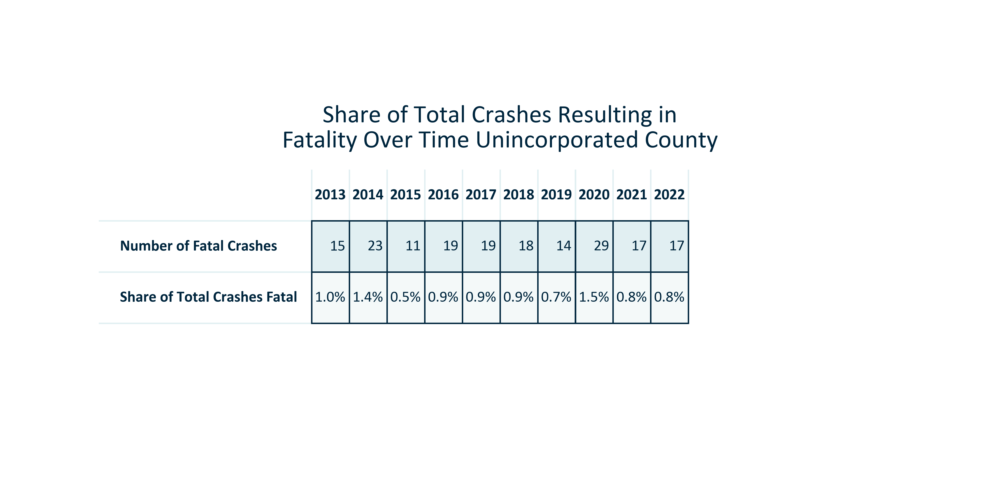 Share of Total Crashes Resulting in
Fatality Over Time Unincorporated County
2013 2014 2015 2016 2017 2018 2019 2020 2021 2022
Number of Fatal Crashes 15 23 11 19 19 18 14 29 17 17
Share of Total Crashes Fatal 1.0% 1.4% 0.5% 0.9% 0.9% 0.9% 0.7% 1.5% 0.8% 0.8%